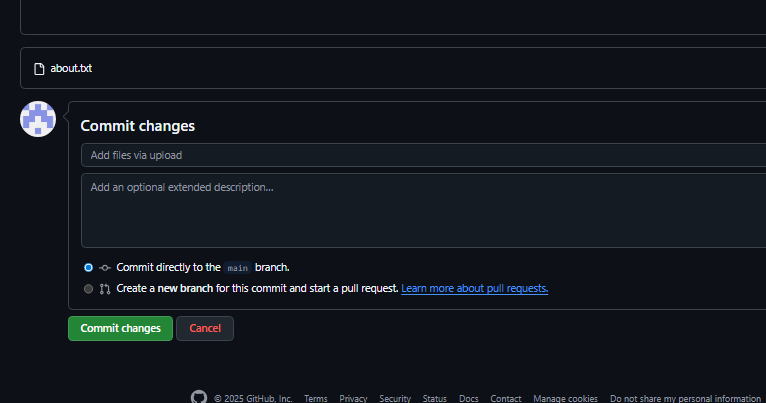 about.txt
Commit changes
Add files via upload
Add an optional extended description...
Commit directly to the main branch.
Create a new branch for this commit and start a pull request. Learn more about pull requests.
Commit changes Cancel
© 2025 GitHub, Inc. Terms Privacy Security Status Docs Contact Manage cookies Do not share my personal information